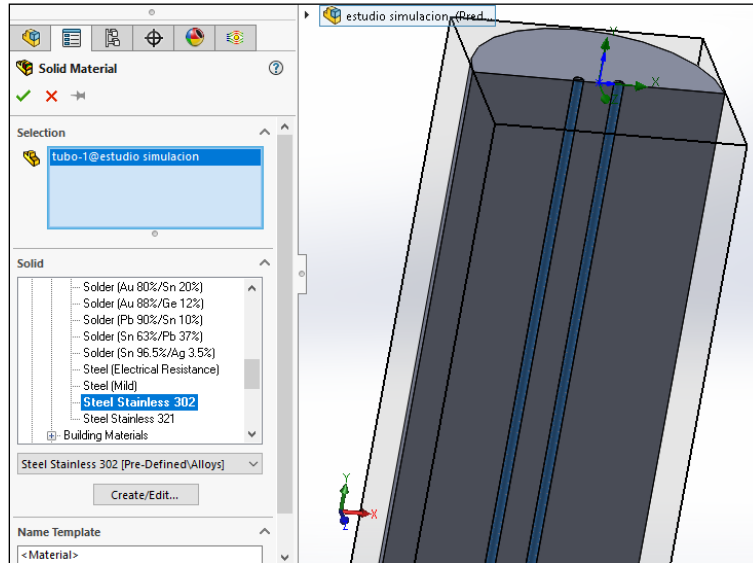 estudio simulacion (Pred...
Solid Material
Selection
tubo-1@estudio simulacion
Solid
Solder (Au 80%/Sn 20%)
Solder (Au 88%/Ge 12%)
Solder (Pb 90%/Sn 10%)
Solder (Sn 63%/Pb 37%)
Solder (Sn 96.5%/Ag 3.5%)
Steel (Electrical Resistance)
Steel (Mild)
Steel Stainless 302
Steel Stainless 321
Building Materials
Steel Stainless 302 [Pre-Defined\Alloys]
Create/Edit...
Name Template
<Material>
Y
X
Y
X
Z